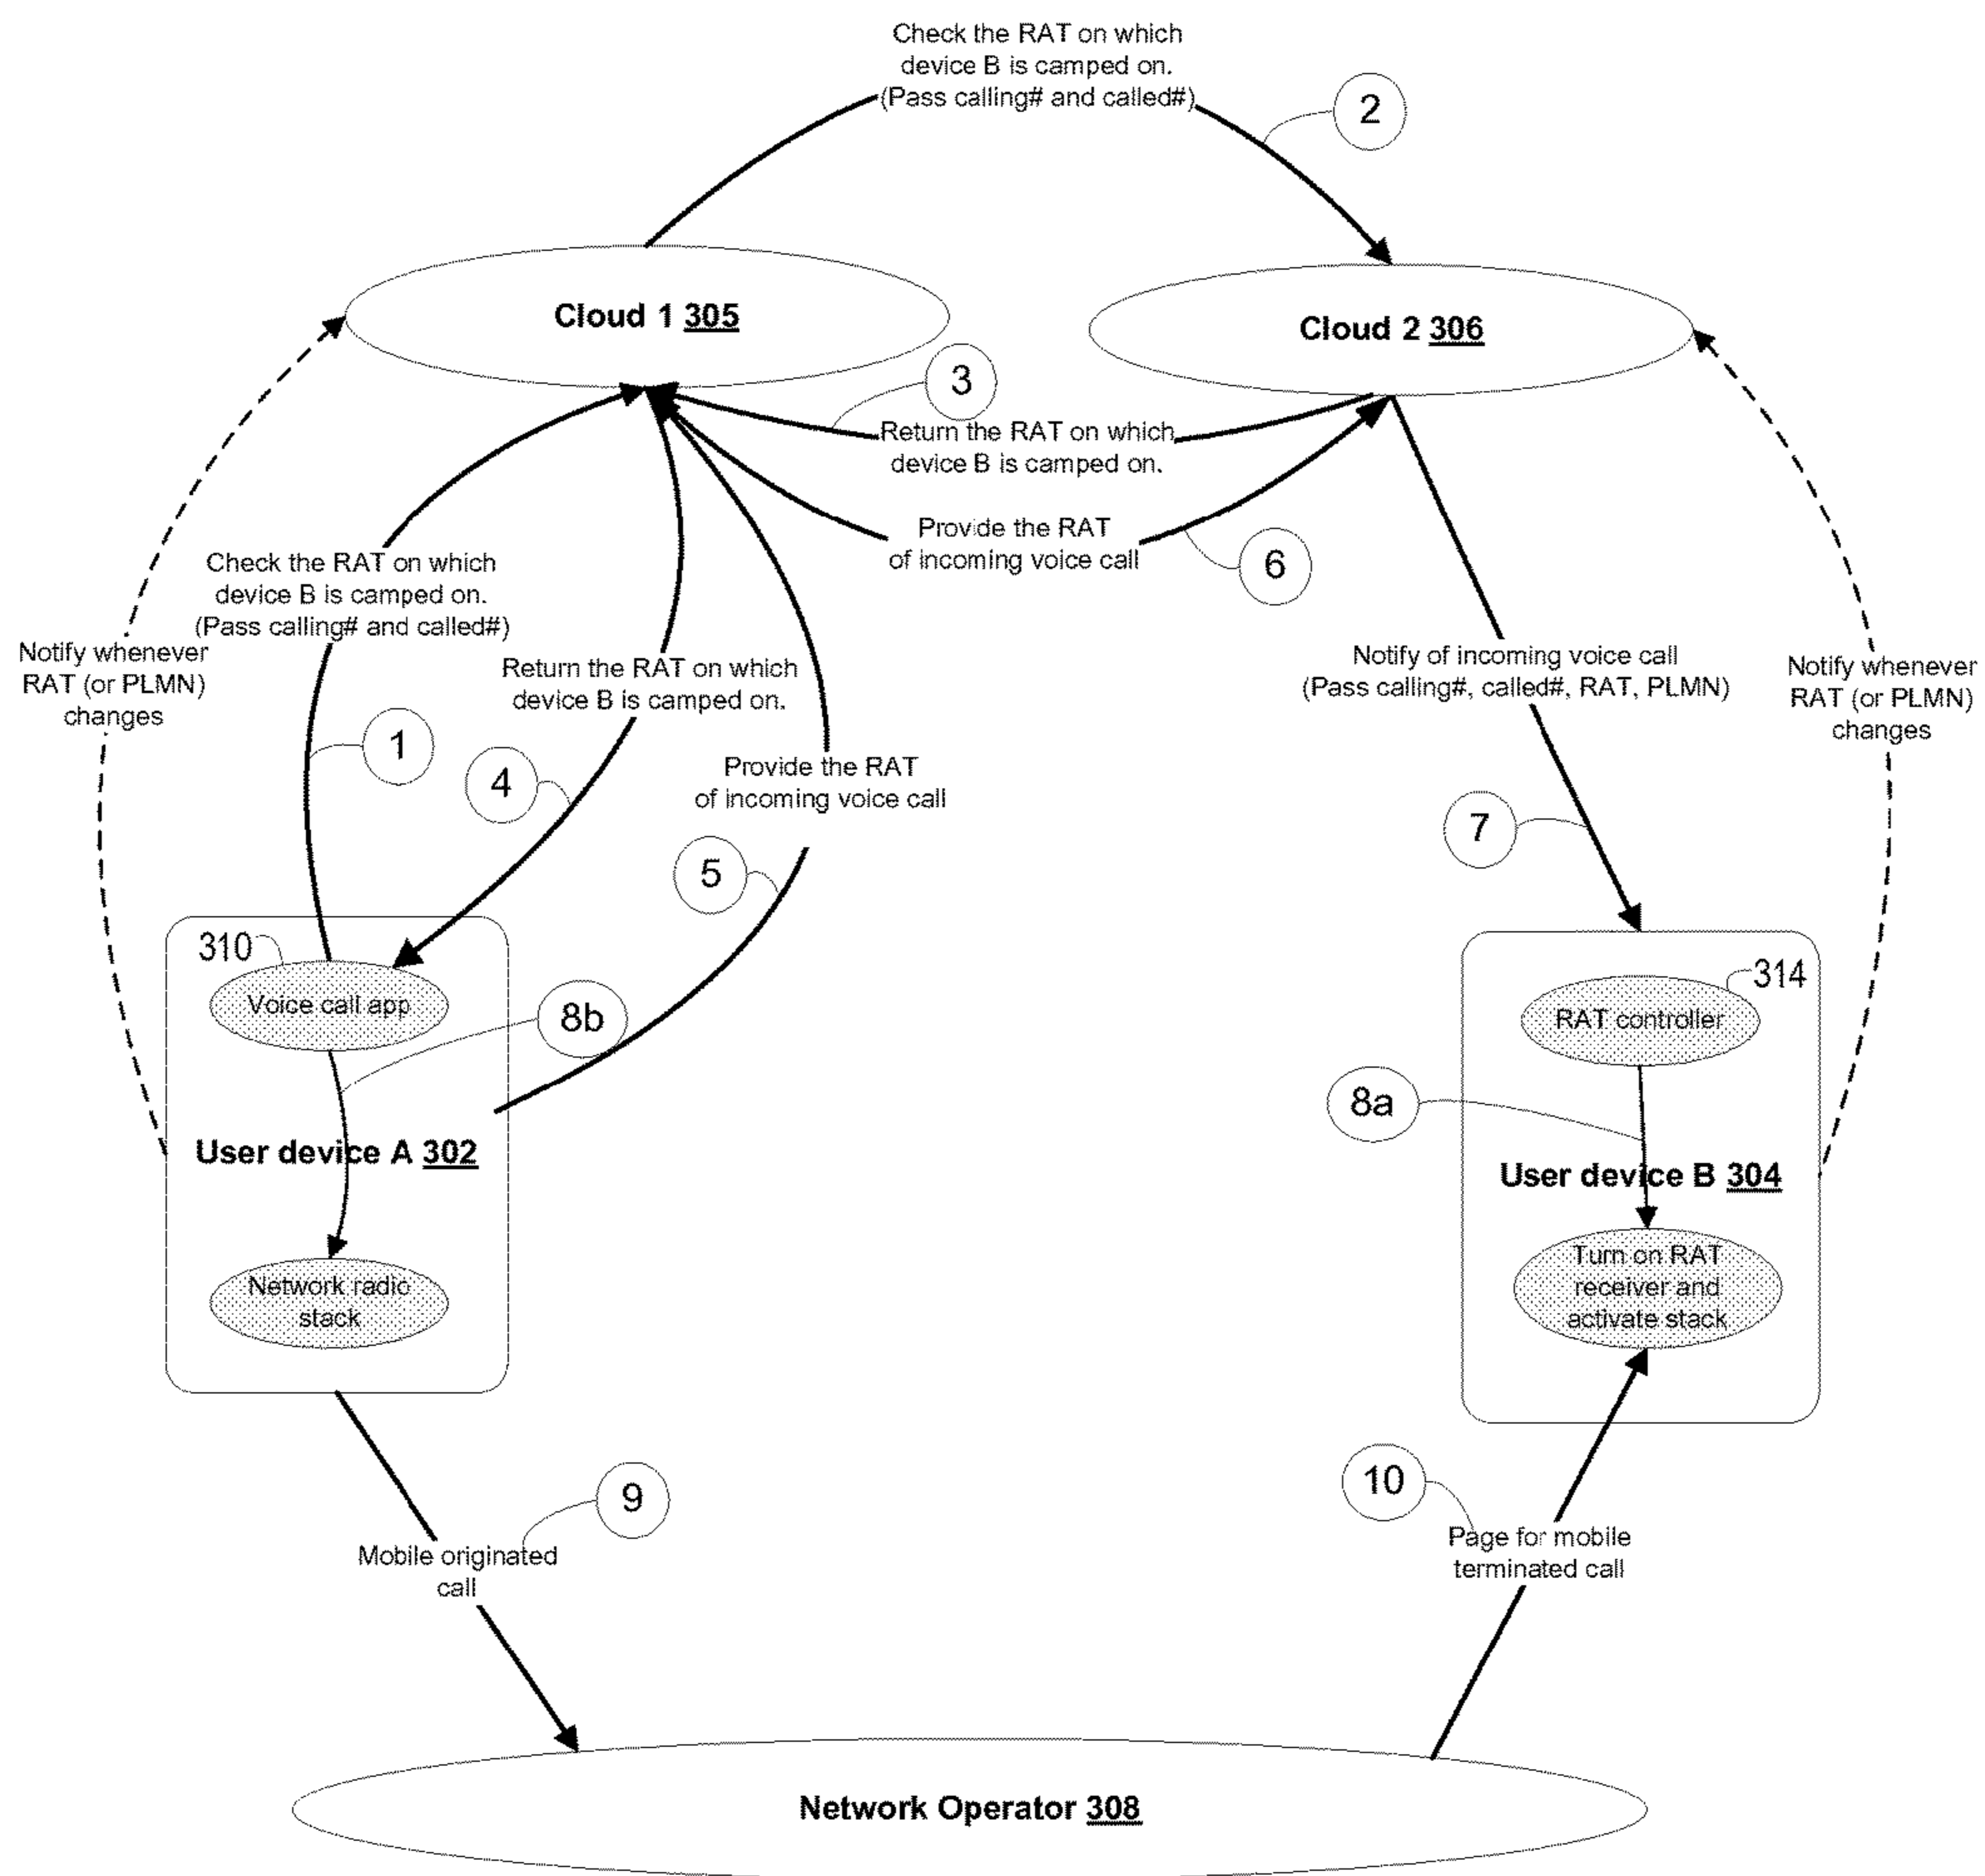 Check the RAT on which
device B is camped on.
(Pass calling# and called#)
2
Cloud 1 305
Cloud 2 306
3
Return the RAT on which
device B is camped on.
Provide the RAT
of incoming voice call
6
Check the RAT on which
device B is camped on.
(Pass calling# and called#)
Notify whenever
RAT (or PLMN)
changes
1
Return the RAT on which
device B is camped on.
4
Provide the RAT
of incoming voice call
5
Notify of incoming voice call
(Pass calling#, called#, RAT, PLMN)
Notify whenever
RAT (or PLMN)
changes
7
310
Voice call app
8b
User device A 302
Network radio
stack
314
RAT controller
8a
User device B 304
Turn on RAT
receiver and
activate stack
9
Mobile originated
call
10
Page for mobile
terminated call
Network Operator 308